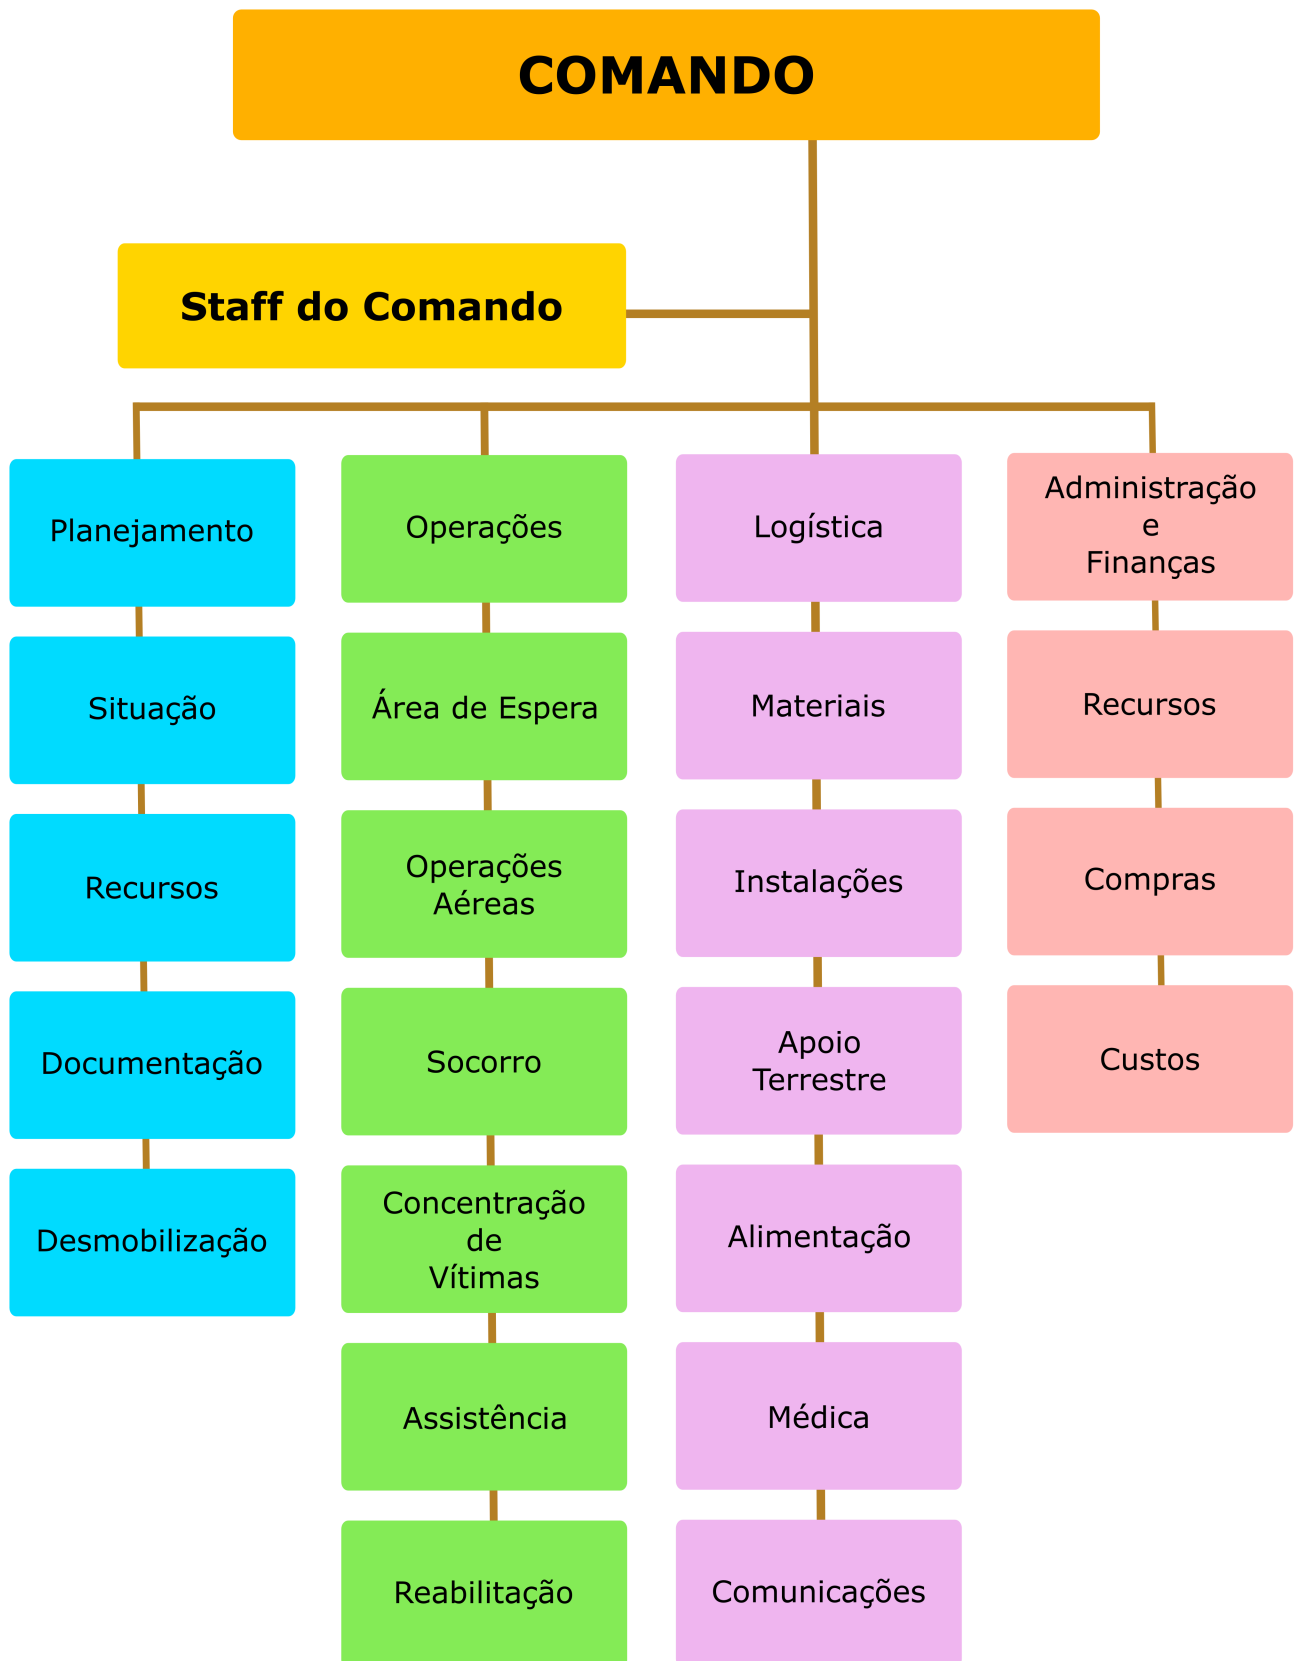 COMANDO
Staff do Comando
Planejamento
Situação
Recursos
Documentação
Desmobilização
Operações
Área de Espera
Operações
Aéreas
Socorro
Concentração
de
Vítimas
Assistência
Reabilitação
Logística
Materiais
Instalações
Apoio
Terrestre
Alimentação
Médica
Comunicações
Administração
e
Finanças
Recursos
Compras
Custos